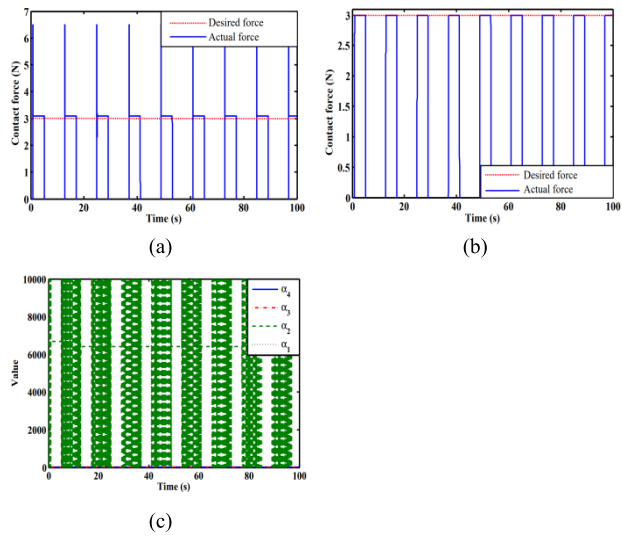 7
6
5
4
3
2
1
0
Contact force (N)
Desired force
Actual force
0 20 40 60 80 100
Time (s)
(a)
3
2.5
2
1.5
1
0.5
0
Contact force (N)
Desired force
Actual force
0 20 40 60 80 100
Time (s)
(b)
10000
8000
6000
4000
2000
0
Value
α4
α3
α2
α1
0 20 40 60 80 100
Time (s)
(c)